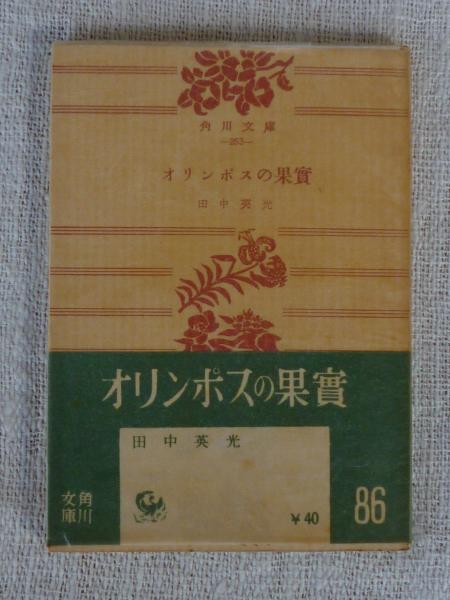 角川文庫
—253—
オリンポスの果實
田中英光
オリンポスの果實
田中英光
角川
文庫
¥40
86